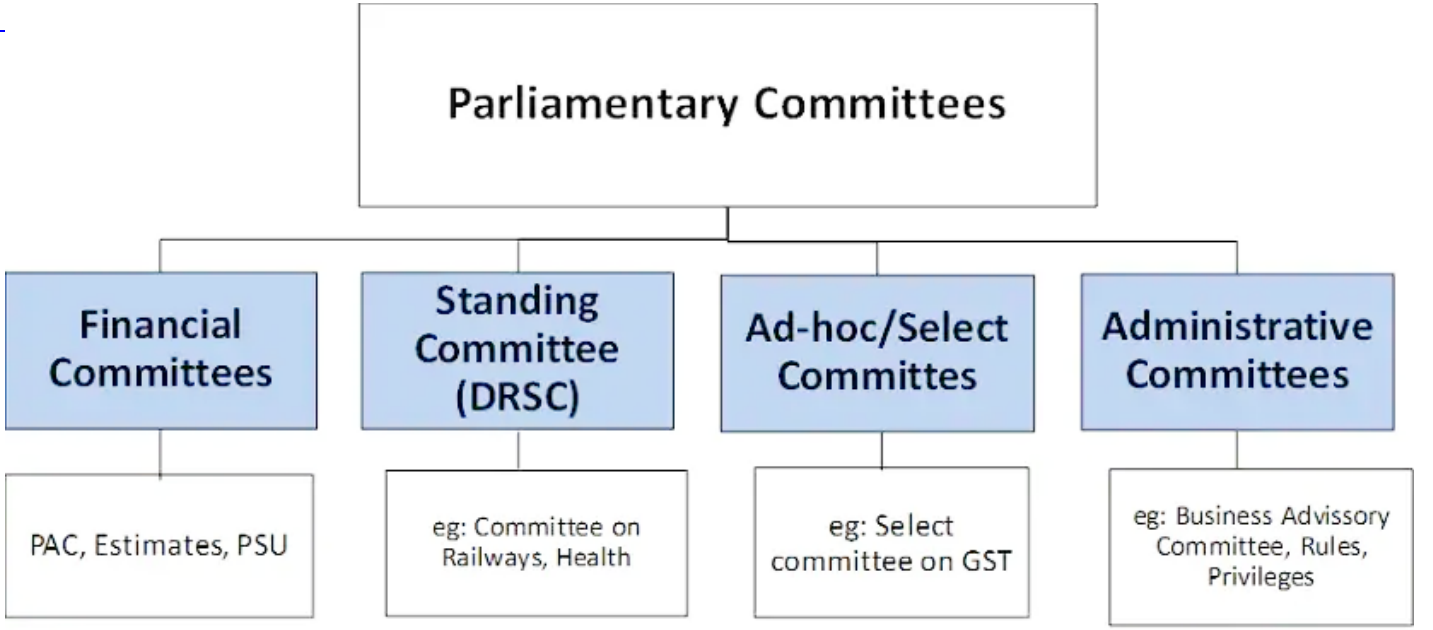 Parliamentary Committees
Financial
Committees
Standing
Committee
(DRSC)
Ad-hoc/Select
Committes
Administrative
Committees
PAC, Estimates, PSU
eg: Committee on
Railways, Health
eg: Select
committee on GST
eg: Business Advissory
Committee, Rules,
Privileges